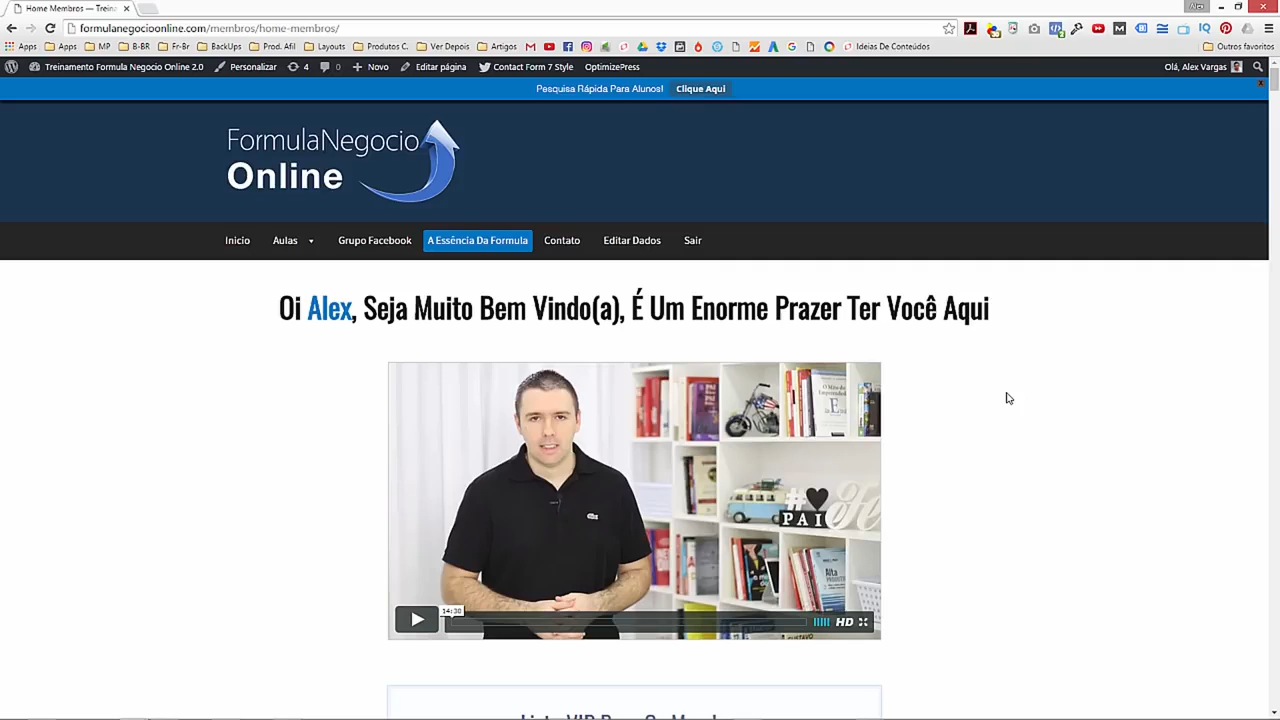 Home Membros — Treina
Alex
formulanegocioonline.com/membros/home-membros/
Apps Apps MP B-BR Fr-Br BackUps Prod. Afil Layouts Produtos C. Ver Depois Artigos Ideias De Conteúdos Outros favoritos
Treinamento Formula Negocio Online 2.0 Personalizar 4 0 Novo Editar página Contact Form 7 Style OptimizePress Olá, Alex Vargas
Pesquisa Rápida Para Alunos! Clique Aqui
FormulaNegocio
Online
Inicio Aulas Grupo Facebook A Essência Da Formula Contato Editar Dados Sair
Oi Alex, Seja Muito Bem Vindo(a), É Um Enorme Prazer Ter Você Aqui
PAI
14:30
HD